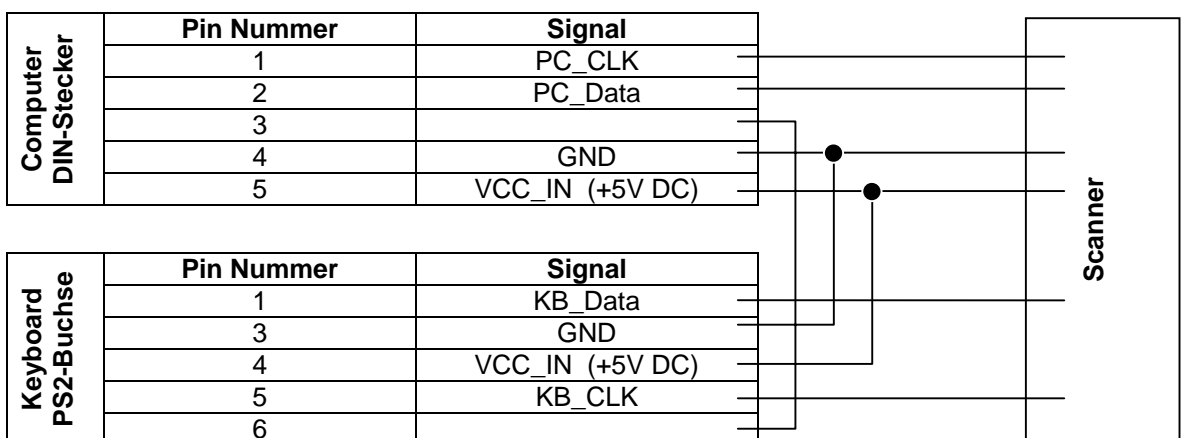 Computer
DIN-Stecker
Pin Nummer Signal
1 PC_CLK
2 PC_Data
3
4 GND
5 VCC_IN (+5V DC)
Scanner
Keyboard
PS2-Buchse
Pin Nummer Signal
1 KB_Data
3 GND
4 VCC_IN (+5V DC)
5 KB_CLK
6